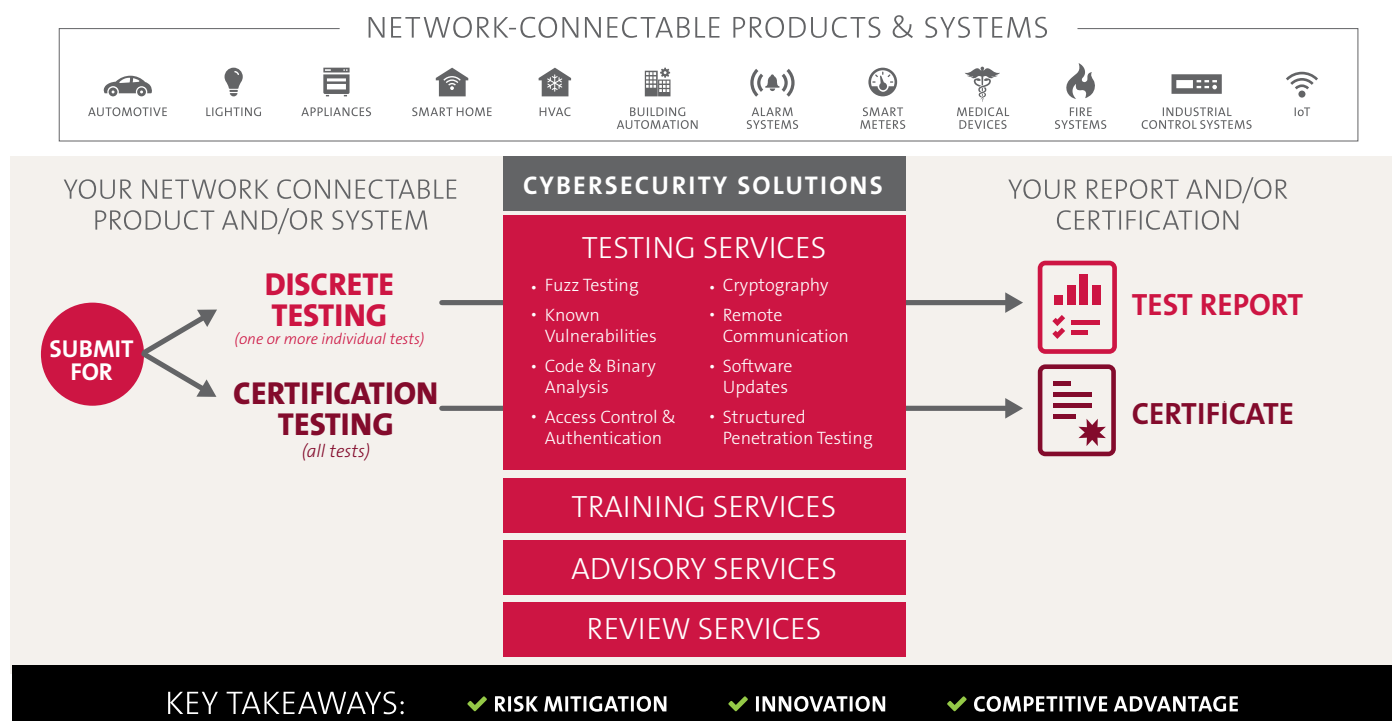 NETWORK-CONNECTABLE PRODUCTS & SYSTEMS
AUTOMOTIVE
LIGHTING
APPLIANCES
SMART HOME
HVAC
BUILDING
AUTOMATION
ALARM
SYSTEMS
SMART
METERS
MEDICAL
DEVICES
FIRE
SYSTEMS
INDUSTRIAL
CONTROL SYSTEMS
IoT
YOUR NETWORK CONNECTABLE
PRODUCT AND/OR SYSTEM
SUBMIT
FOR
DISCRETE
TESTING
(one or more individual tests)
CERTIFICATION
TESTING
(all tests)
CYBERSECURITY SOLUTIONS
TESTING SERVICES
• Fuzz Testing
• Known
Vulnerabilities
• Code & Binary
Analysis
• Access Control &
Authentication
• Cryptography
• Remote
Communication
• Software
Updates
• Structured
Penetration Testing
TRAINING SERVICES
ADVISORY SERVICES
REVIEW SERVICES
YOUR REPORT AND/OR
CERTIFICATION
TEST REPORT
CERTIFICATE
KEY TAKEAWAYS:
✔ RISK MITIGATION
✔ INNOVATION
✔ COMPETITIVE ADVANTAGE